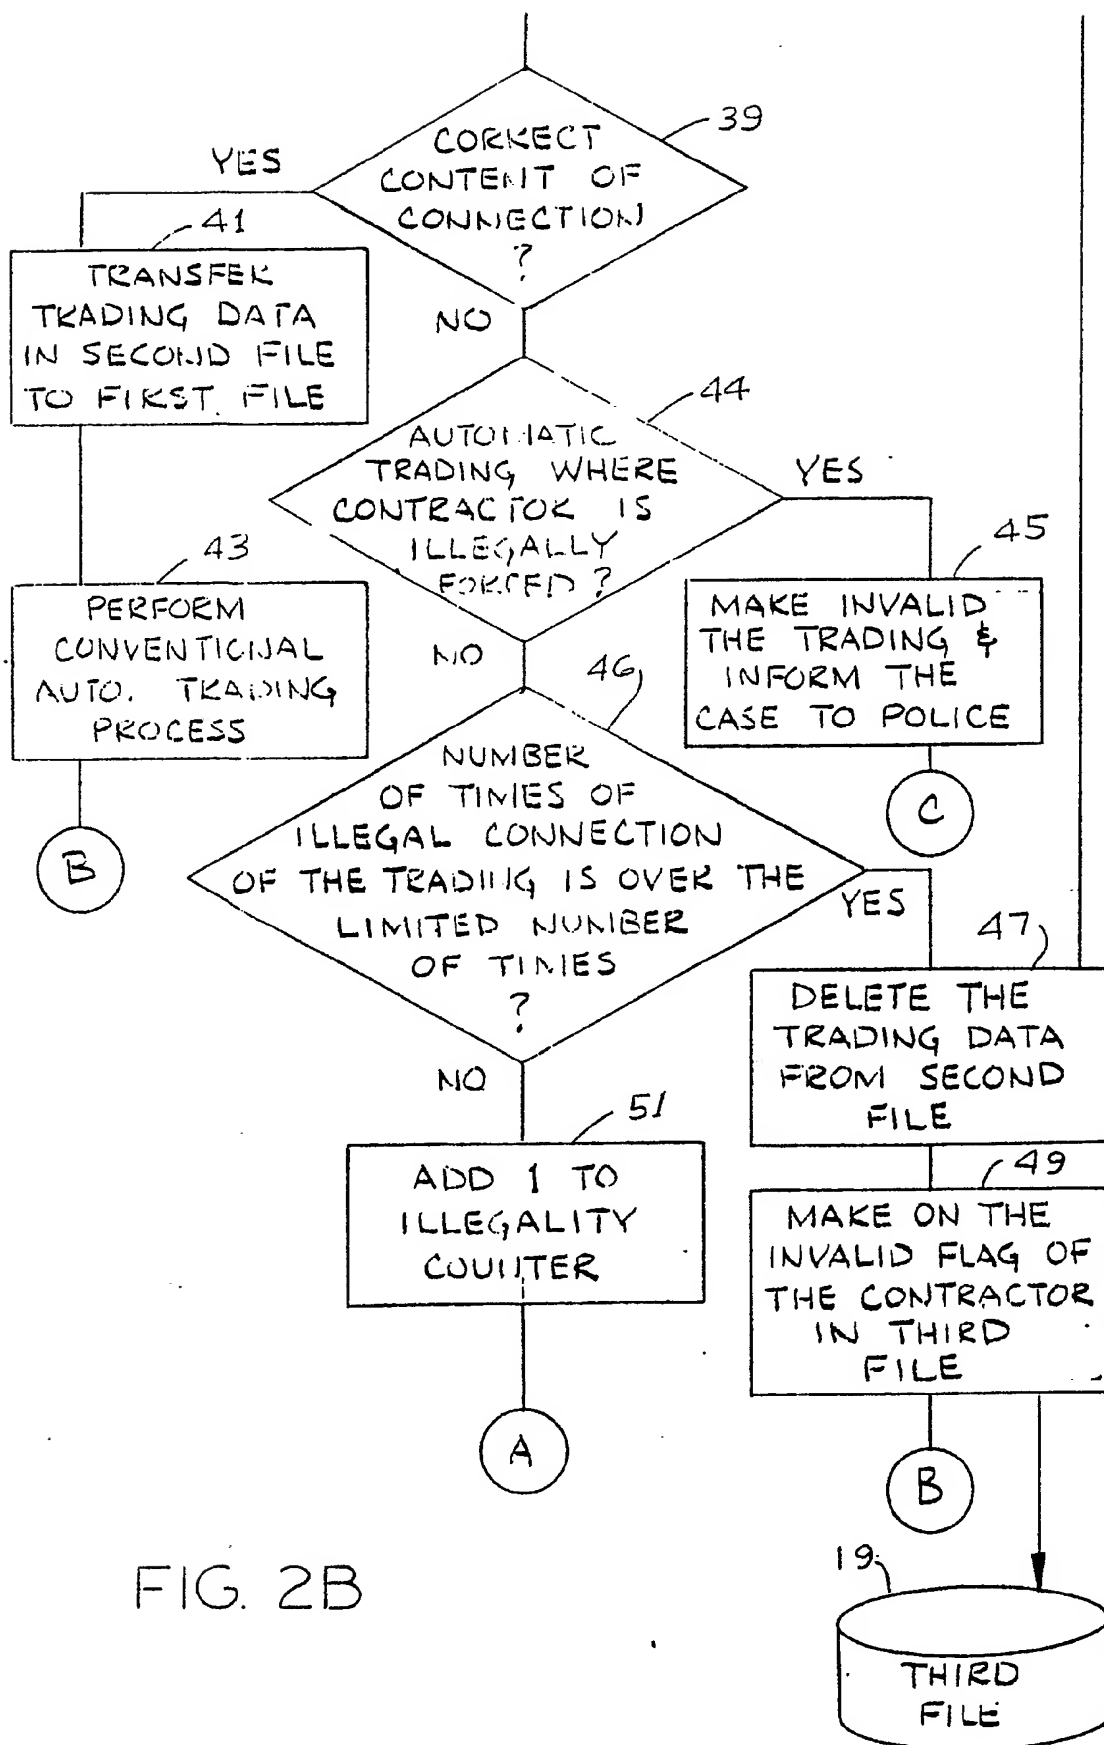 39
CORRECT
CONTENT OF
CONNECTION
?
YES
41
TRANSFER
TRADING DATA
IN SECOND FILE
TO FIRST FILE
NO
44
AUTOMATIC
TRADING WHERE
CONTRACTOR IS
ILLEGALLY
FORCED?
YES
45
MAKE INVALID
THE TRADING &
INFORM THE
CASE TO POLICE
C
43
PERFORM
CONVENTIONAL
AUTO. TRADING
PROCESS
B
NO
46
NUMBER
OF TIMES OF
ILLEGAL CONNECTION
OF THE TRADING IS OVER THE
LIMITED NUMBER
OF TIMES
?
YES
47
DELETE THE
TRADING DATA
FROM SECOND
FILE
NO
51
ADD 1 TO
ILLEGALITY
COUNTER
A
49
MAKE ON THE
INVALID FLAG OF
THE CONTRACTOR
IN THIRD
FILE
B
19
THIRD
FILE
FIG. 2B